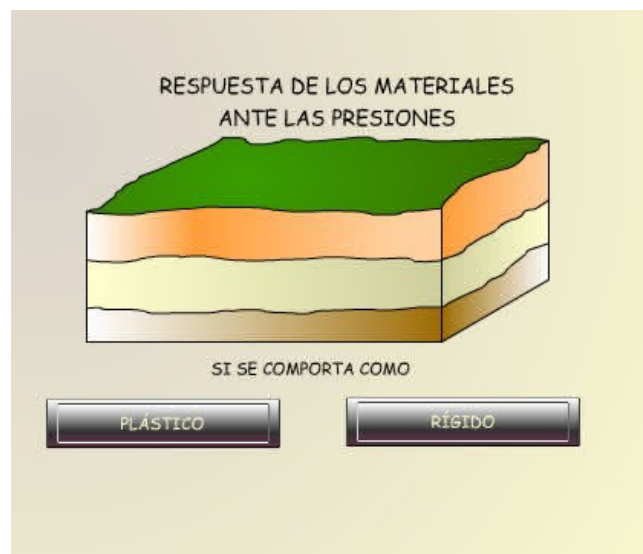 RESPUESTA DE LOS MATERIALES
ANTE LAS PRESIONES
SI SE COMPORTA COMO
PLÁSTICO
RÍGIDO